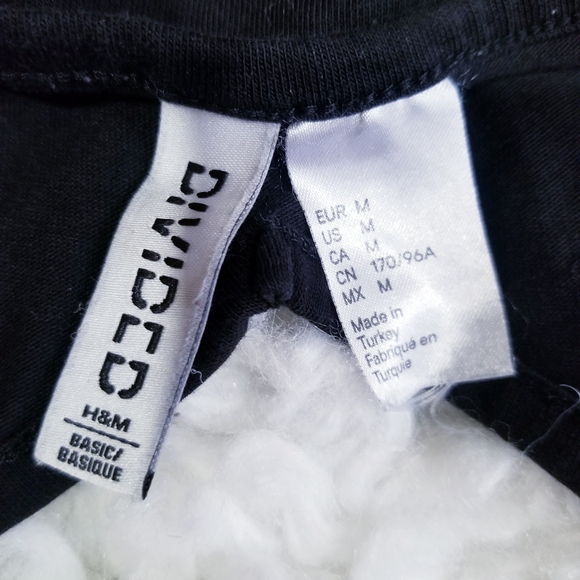 DIVIDED
H&M
BASIC/
BASIQUE
EUR M
US M
CA M
CN 170/96A
MX M
Made in
Turkey
Fabriqué en
Turquie